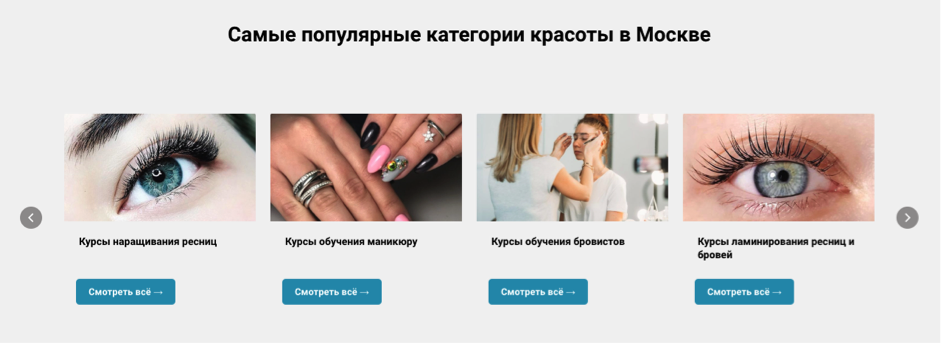 Самые популярные категории красоты в Москве
Курсы наращивания ресниц
Курсы обучения маникюру
Курсы обучения бровистов
Курсы ламинирования ресниц и
бровей
Смотреть всё →
Смотреть всё →
Смотреть всё →
Смотреть всё →